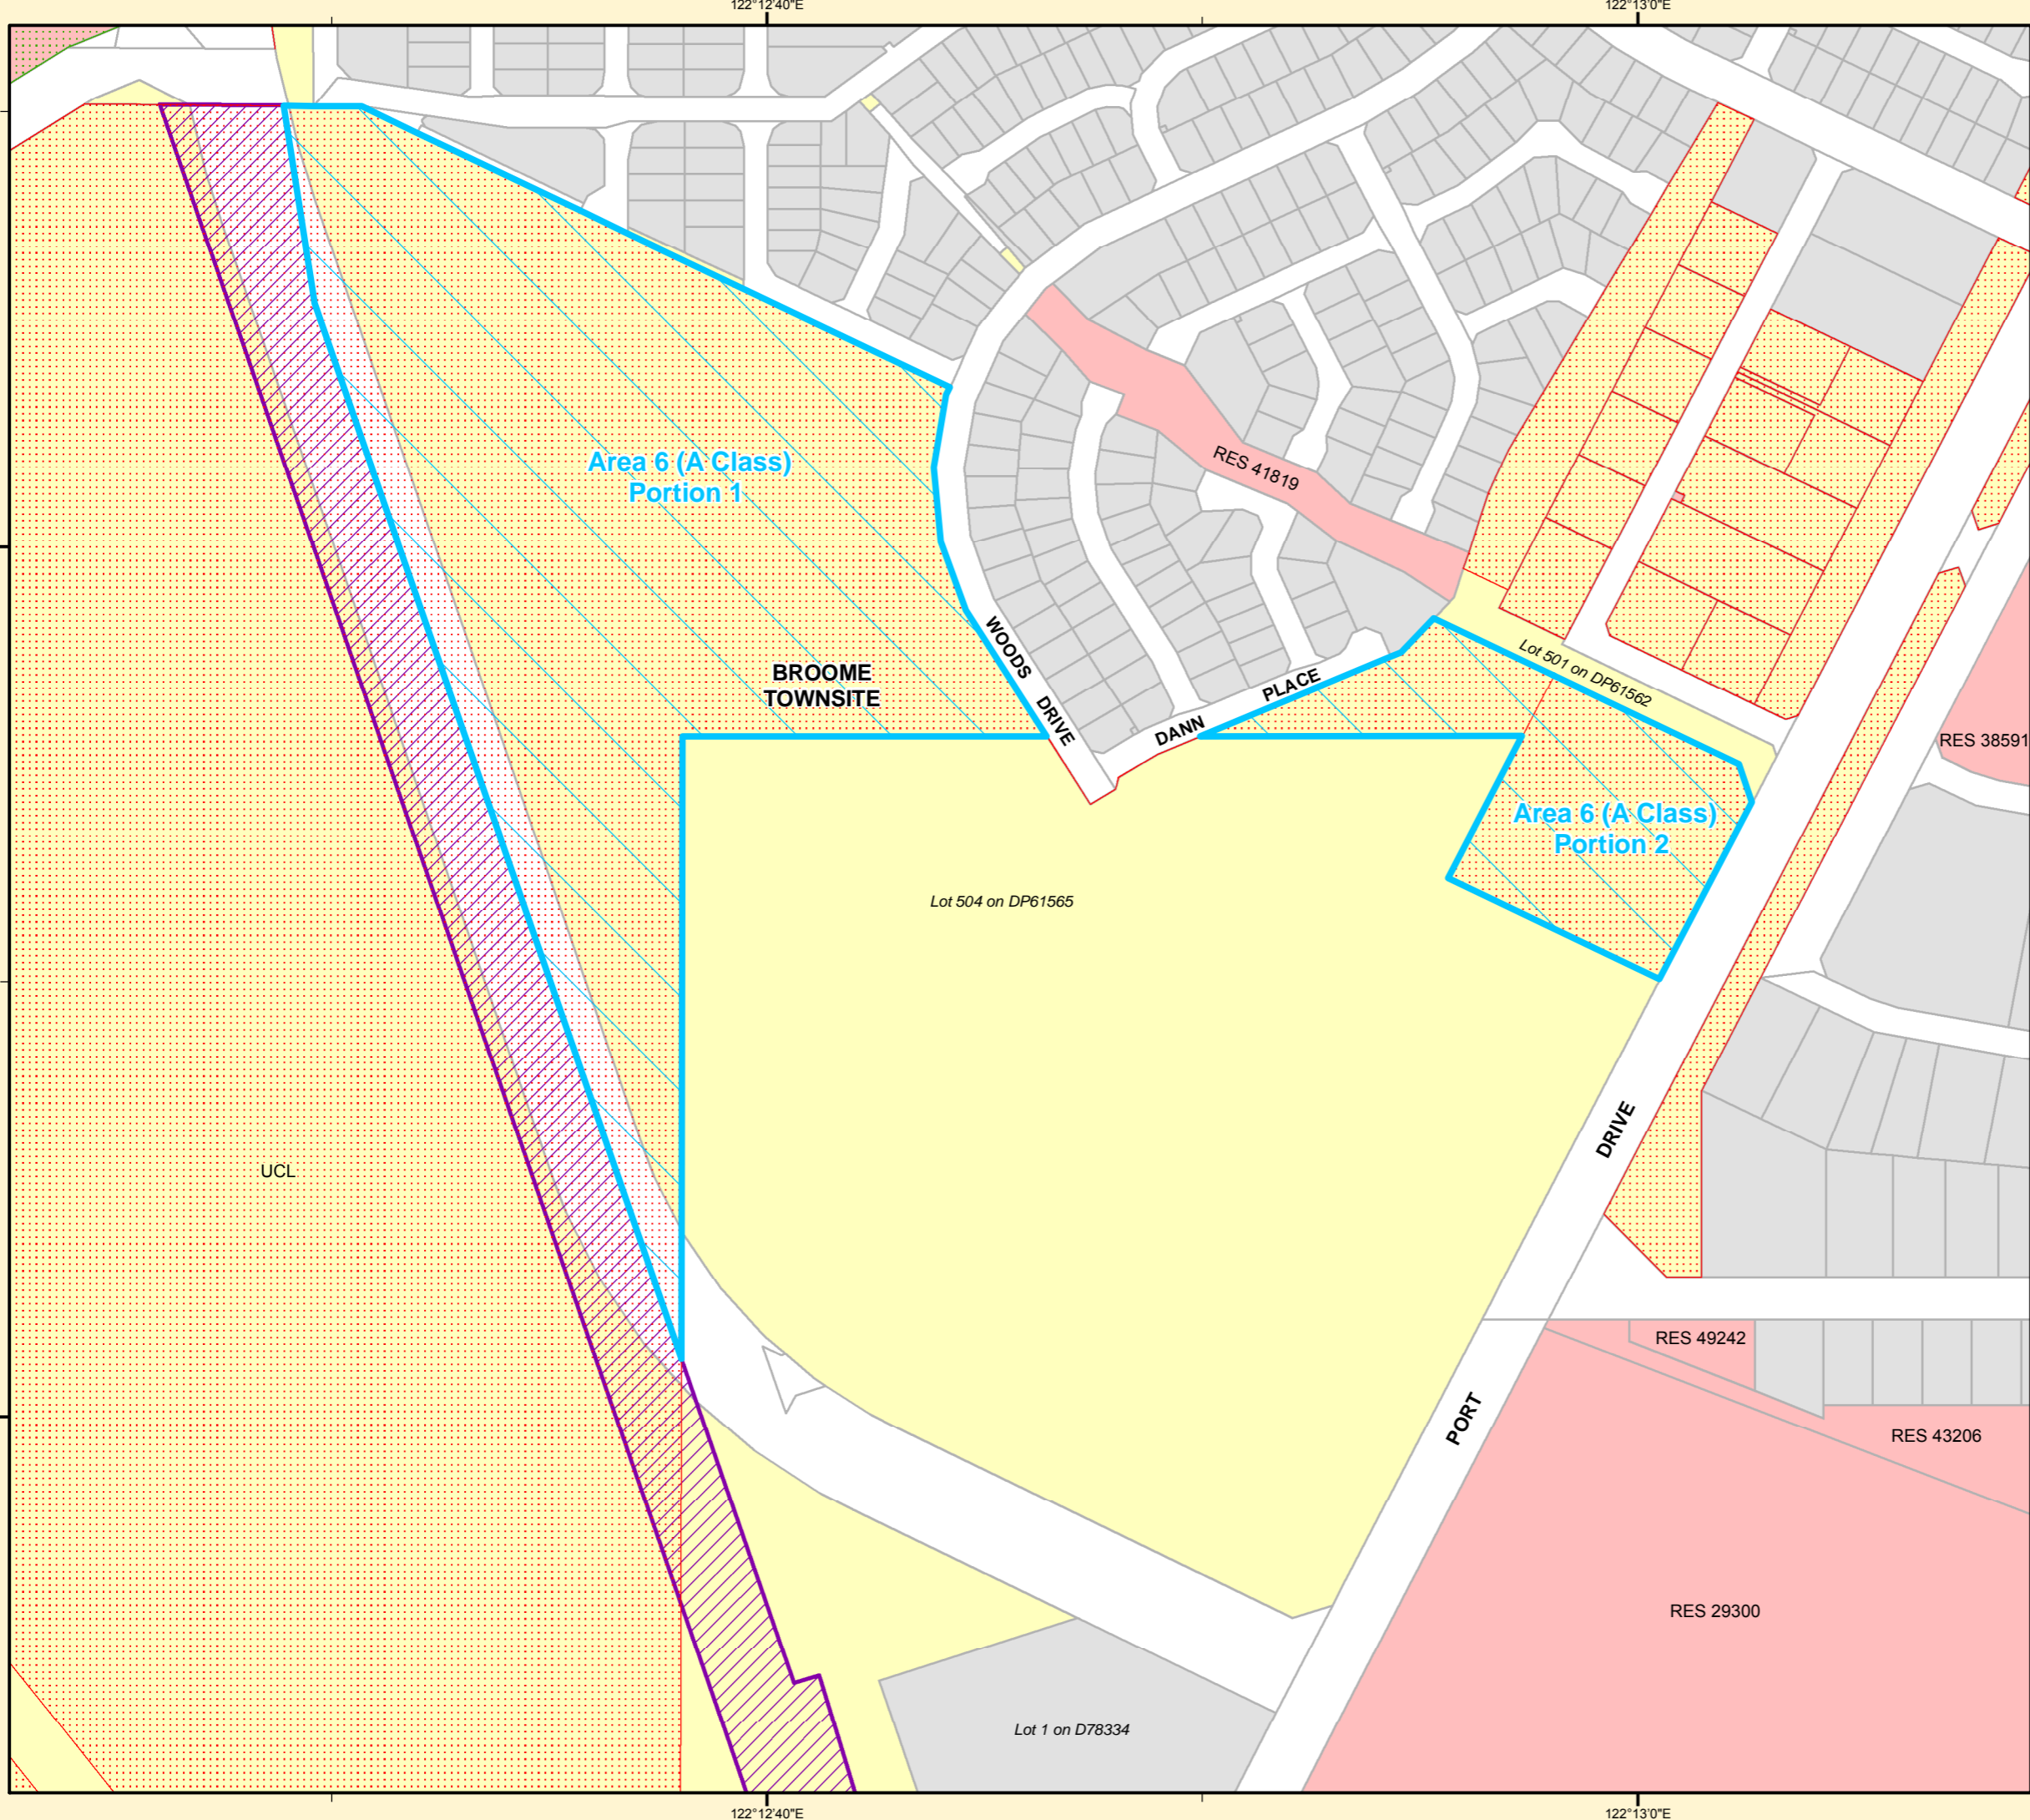 122°12'40"E
122°13'0"E
Area 6 (A Class)
Portion 1
RES 41819
WOODS DRIVE
BROOME
TOWNSITE
DANN PLACE
Lot 501 on DP61562
RES 38591
Area 6 (A Class)
Portion 2
Lot 504 on DP61565
UCL
PORT DRIVE
RES 49242
RES 43206
RES 29300
Lot 1 on D78334
122°12'40"E
122°13'0"E